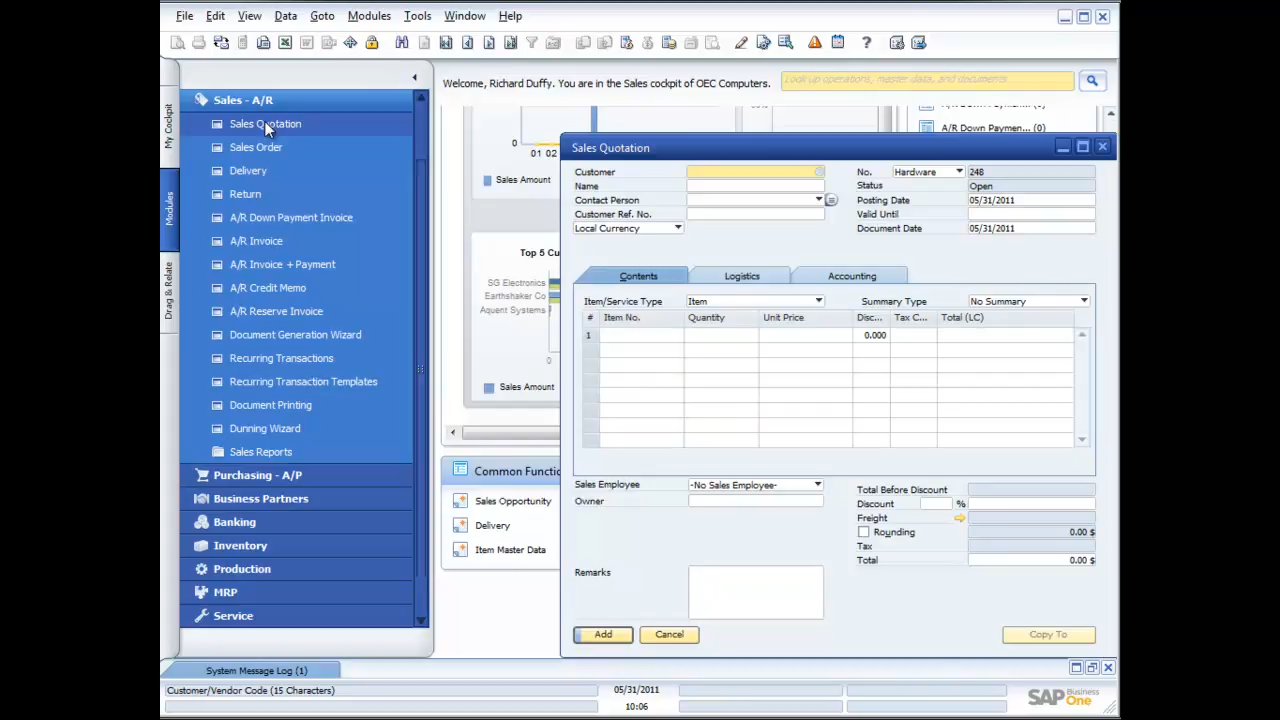 File Edit View Data Goto Modules Tools Window Help
Welcome, Richard Duffy. You are in the Sales cockpit of OEC Computers.
Look up operations, master data, and documents
My Cockpit
Modules
Drag & Relate
Sales - A/R
Sales Quotation
Sales Order
Delivery
Return
A/R Down Payment Invoice
A/R Invoice
A/R Invoice + Payment
A/R Credit Memo
A/R Reserve Invoice
Document Generation Wizard
Recurring Transactions
Recurring Transaction Templates
Document Printing
Dunning Wizard
Sales Reports
Purchasing - A/P
Business Partners
Banking
Inventory
Production
MRP
Service
A/R Down Paymen... (0)
0
01 02
Sales Amount
Top 5 Cu
SG Electronics
Earthshaker Co
Aquent Systems
0
Sales Amount
Common Functio
Sales Opportunity
Delivery
Item Master Data
Sales Quotation
Customer
Name
Contact Person
Customer Ref. No.
Local Currency
No. Hardware 248
Status Open
Posting Date 05/31/2011
Valid Until
Document Date 05/31/2011
Contents Logistics Accounting
Item/Service Type Item Summary Type No Summary
# Item No. Quantity Unit Price Disc... Tax C... Total (LC)
1 0.000
Sales Employee -No Sales Employee-
Owner
Total Before Discount
Discount %
Freight
Rounding 0.00 $
Tax
Total 0.00 $
Remarks
Add Cancel Copy To
System Message Log (1)
Customer/Vendor Code (15 Characters) 05/31/2011
10:06
SAP Business One